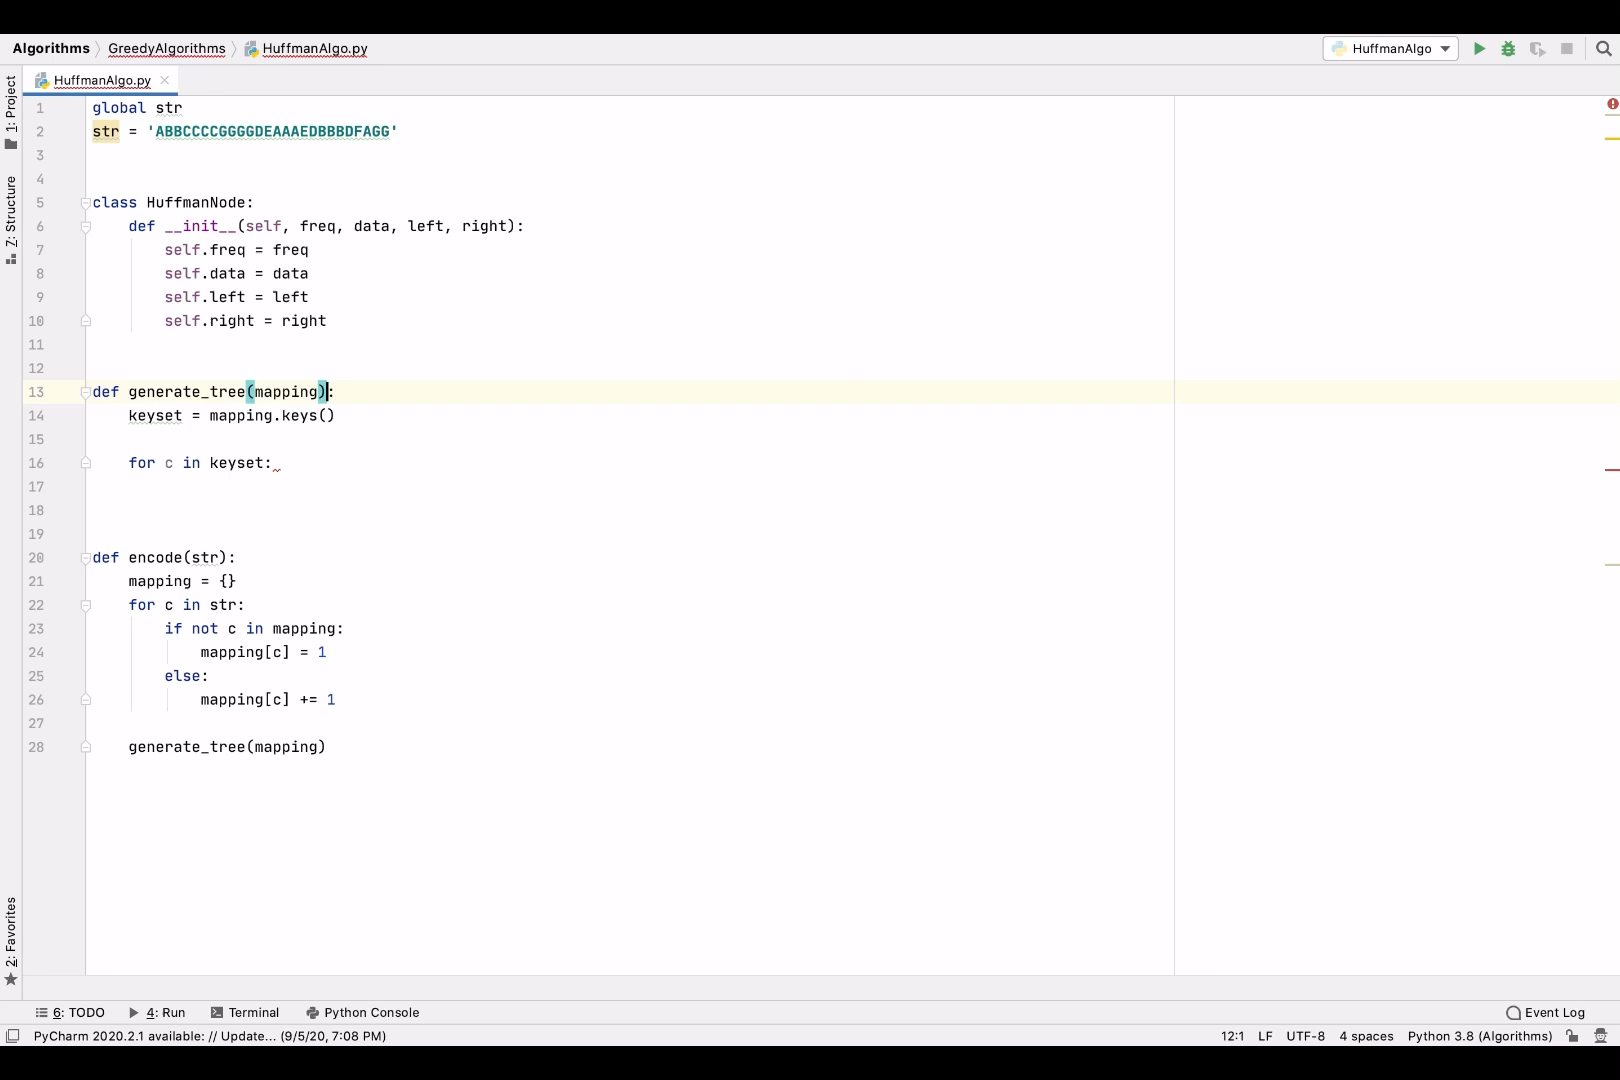 Algorithms GreedyAlgorithms HuffmanAlgo.py HuffmanAlgo
HuffmanAlgo.py
1: Project
Z: Structure
2: Favorites
1 global str
2 str = 'ABBCCCCGGGGDEAAAEDBBBDFAGG'
3
4
5 class HuffmanNode:
6 def __init__(self, freq, data, left, right):
7 self.freq = freq
8 self.data = data
9 self.left = left
10 self.right = right
11
12
13 def generate_tree(mapping):
14 keyset = mapping.keys()
15
16 for c in keyset:
17
18
19
20 def encode(str):
21 mapping = {}
22 for c in str:
23 if not c in mapping:
24 mapping[c] = 1
25 else:
26 mapping[c] += 1
27
28 generate_tree(mapping)
6: TODO 4: Run Terminal Python Console Event Log
PyCharm 2020.2.1 available: // Update... (9/5/20, 7:08 PM) 12:1 LF UTF-8 4 spaces Python 3.8 (Algorithms)